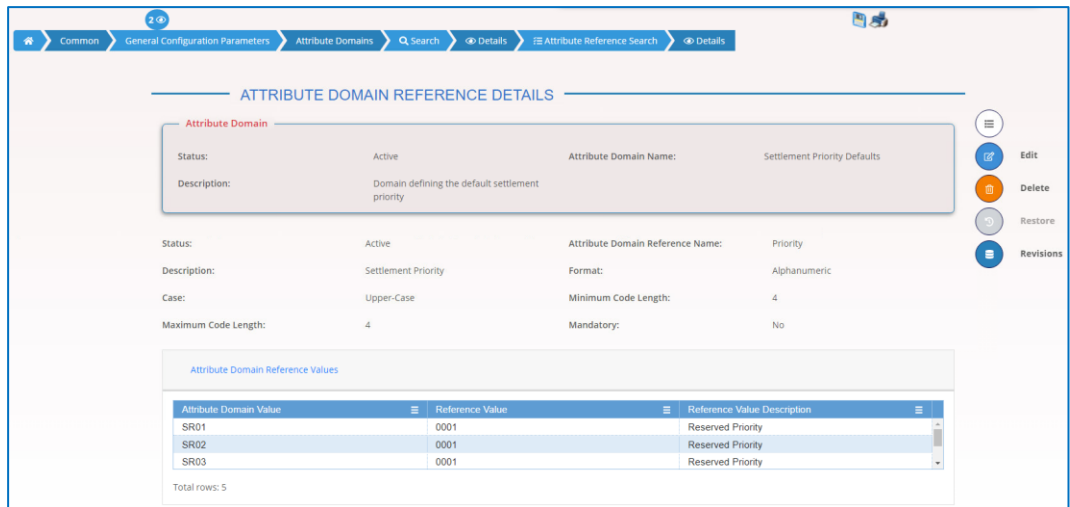 2
Common General Configuration Parameters Attribute Domains Search Details Attribute Reference Search Details
ATTRIBUTE DOMAIN REFERENCE DETAILS
Attribute Domain
Status: Active Attribute Domain Name: Settlement Priority Defaults
Description: Domain defining the default settlement
priority
Edit
Delete
Restore
Revisions
Status: Active Attribute Domain Reference Name: Priority
Description: Settlement Priority Format: Alphanumeric
Case: Upper-Case Minimum Code Length: 4
Maximum Code Length: 4 Mandatory: No
Attribute Domain Reference Values
Attribute Domain Value Reference Value Reference Value Description
SR01 0001 Reserved Priority
SR02 0001 Reserved Priority
SR03 0001 Reserved Priority
Total rows: 5